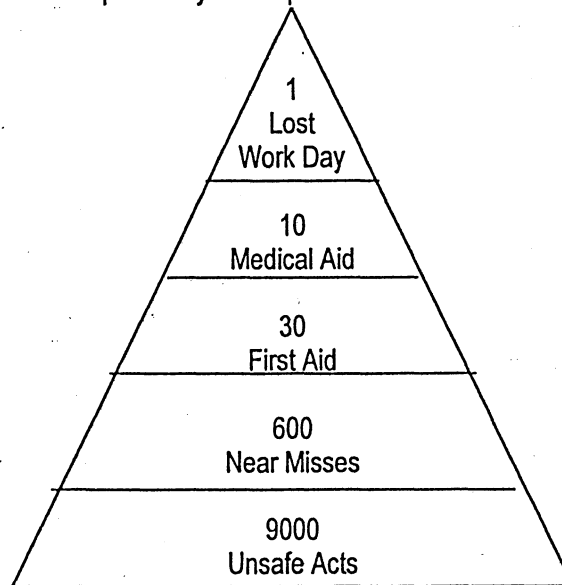 1
Lost
Work Day
10
Medical Aid
30
First Aid
600
Near Misses
9000
Unsafe Acts